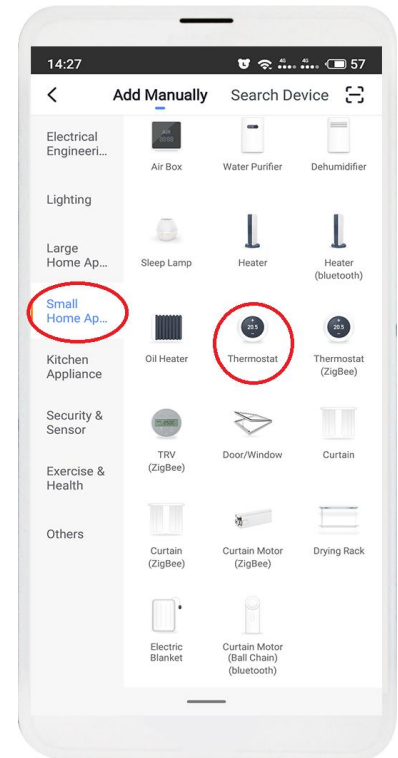 14:27
57
Add Manually
Search Device
Electrical
Engineeri...
Lighting
Large
Home Ap...
Small
Home Ap...
Kitchen
Appliance
Security &
Sensor
Exercise &
Health
Others
Air Box
Water Purifier
Dehumidifier
Sleep Lamp
Heater
Heater
(bluetooth)
Oil Heater
20.5
Thermostat
20.5
Thermostat
(ZigBee)
TRV
(ZigBee)
Door/Window
Curtain
Curtain
(ZigBee)
Curtain Motor
(ZigBee)
Drying Rack
Electric
Blanket
Curtain Motor
(Ball Chain)
(bluetooth)